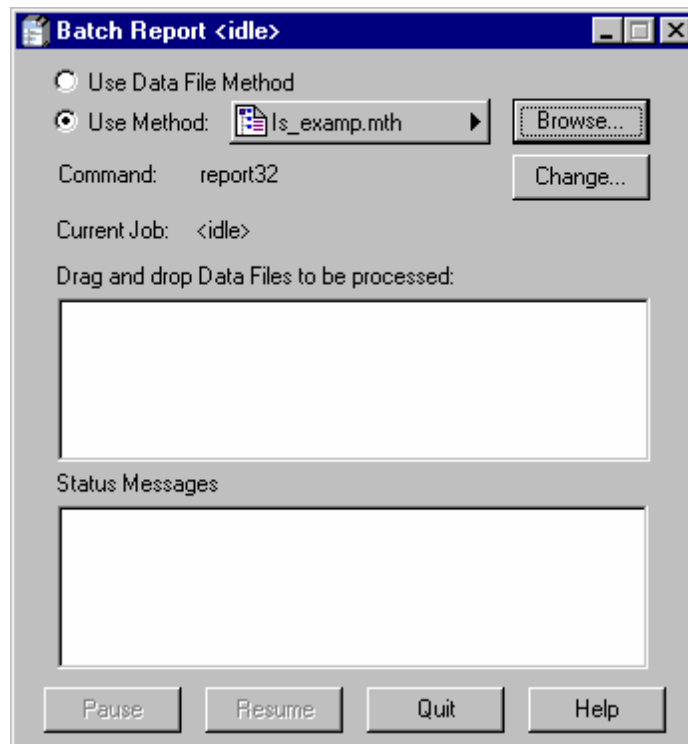 Batch Report <idle>
Use Data File Method
Use Method: ls_examp.mth Browse...
Command: report32 Change...
Current Job: <idle>
Drag and drop Data Files to be processed:
Status Messages
Pause Resume Quit Help